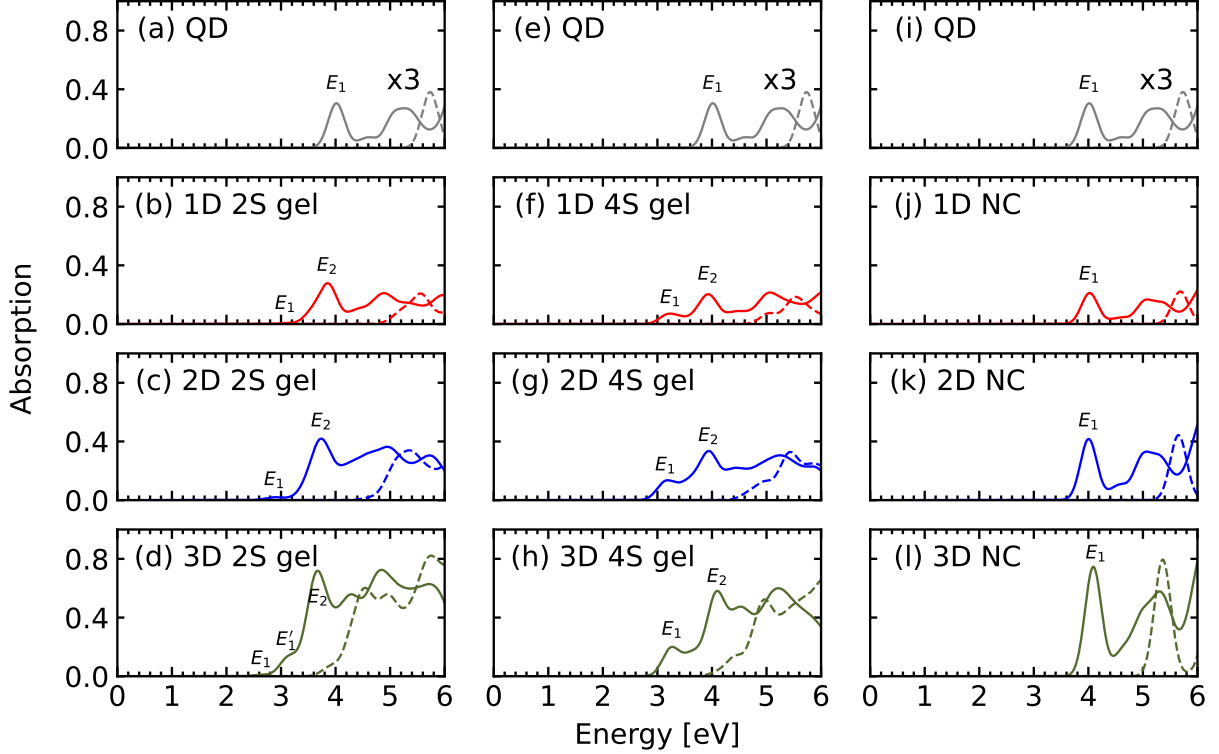 (a) QD
E1
x3
0.8
0.4
0.0
(e) QD
E1
x3
(i) QD
E1
x3
(b) 1D 2S gel
E1
E2
0.8
0.4
0.0
(f) 1D 4S gel
E1
E2
(j) 1D NC
E1
Absorption
(c) 2D 2S gel
E1
E2
0.8
0.4
0.0
(g) 2D 4S gel
E1
E2
(k) 2D NC
E1
(d) 3D 2S gel
E1
E1′
E2
0.8
0.4
0.0
0 1 2 3 4 5 6
(h) 3D 4S gel
E1
E2
0 1 2 3 4 5 6
(l) 3D NC
E1
0 1 2 3 4 5 6
Energy [eV]